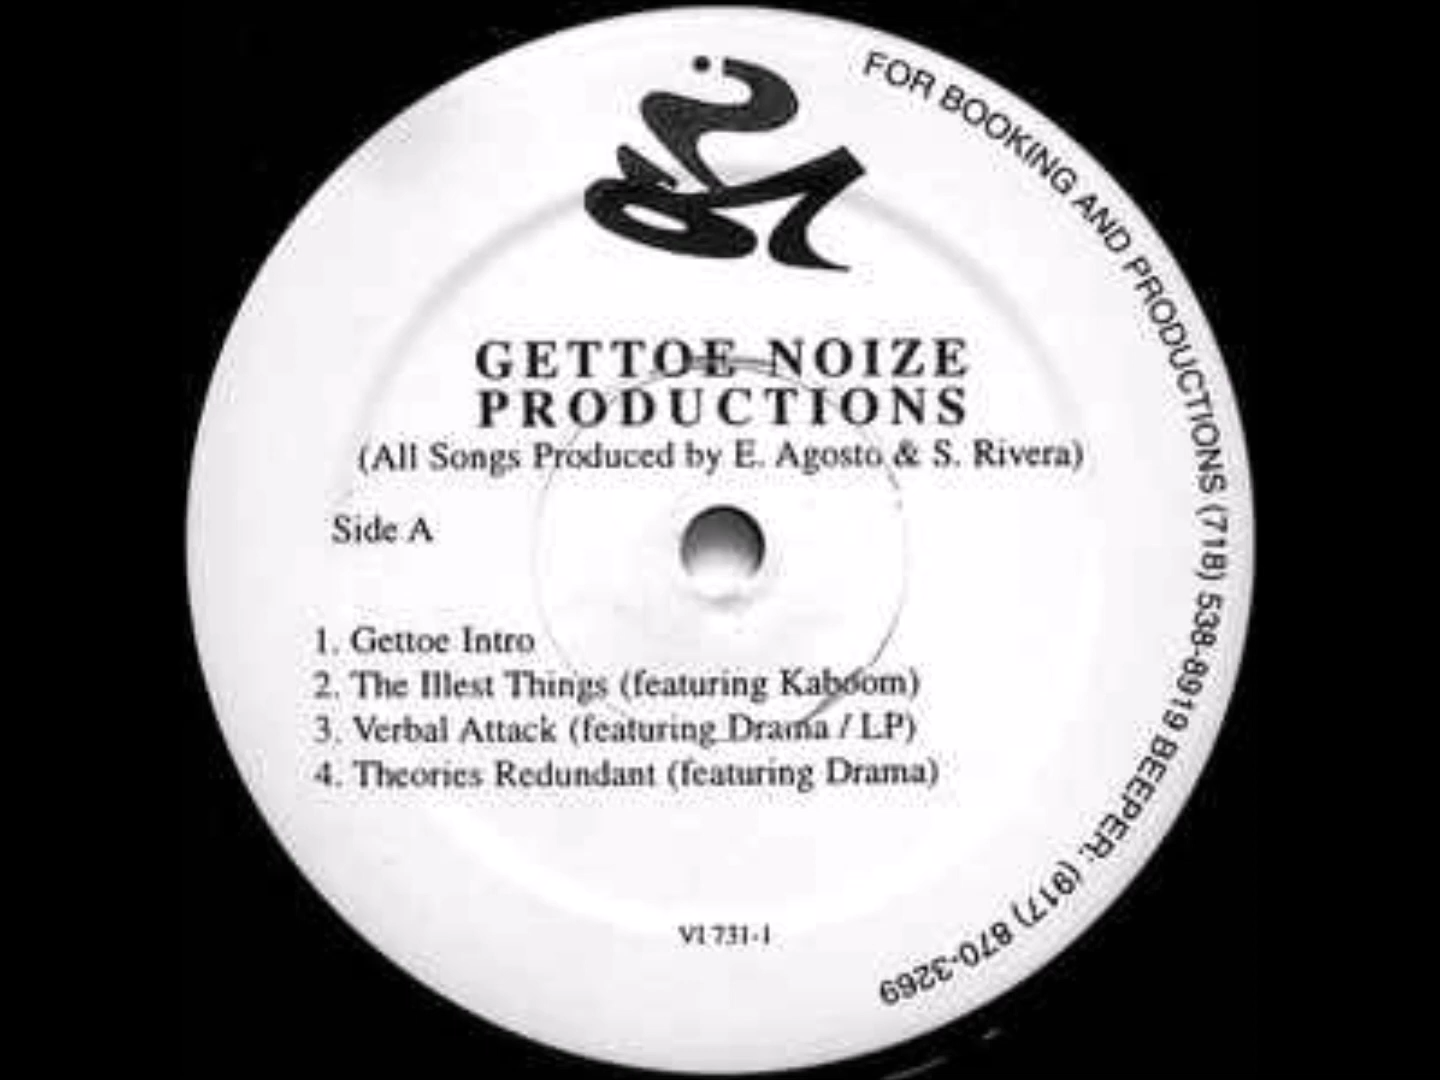 GETTOE NOIZE
PRODUCTIONS
(All Songs Produced by E. Agosto & S. Rivera)
Side A
1. Gettoe Intro
2. The Illest Things (featuring Kaboom)
3. Verbal Attack (featuring Drama / LP)
4. Theories Redundant (featuring Drama)
VI 731-1
FOR BOOKING AND PRODUCTIONS (718) 538-8919 BEEPER: (917) 870-3269